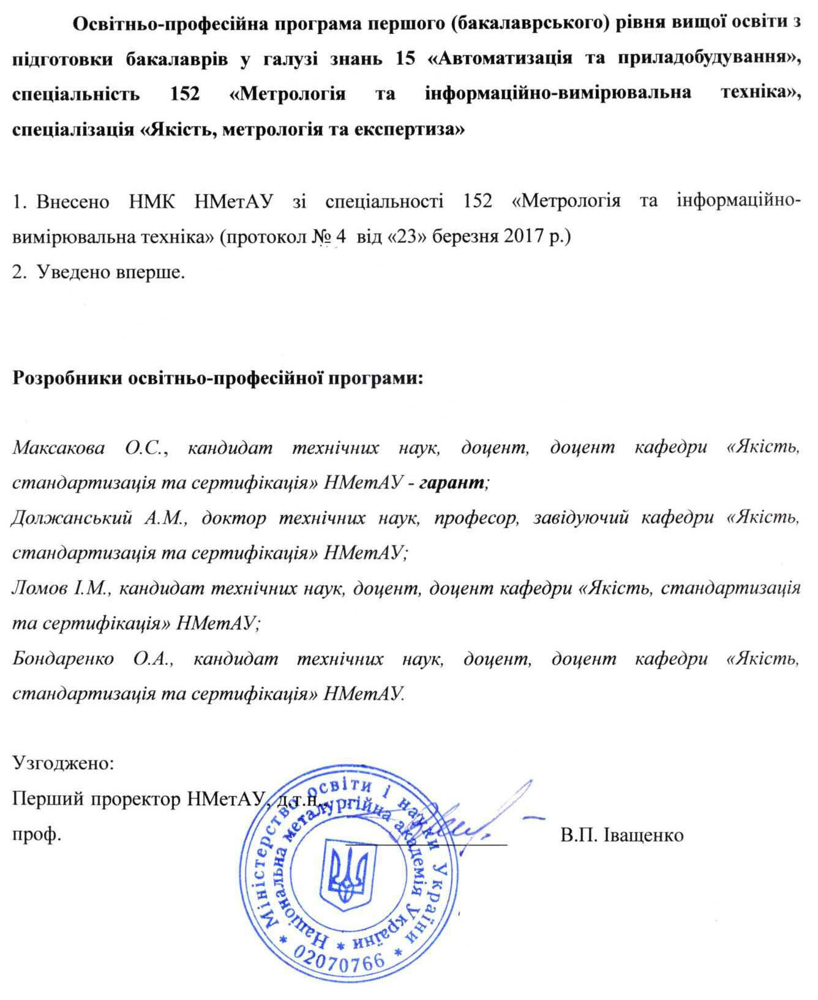 Освітньо-професійна програма першого (бакалаврського) рівня вищої освіти з
підготовки бакалаврів у галузі знань 15 «Автоматизація та приладобудування»,
спеціальність 152 «Метрологія та інформаційно-вимірювальна техніка»,
спеціалізація «Якість, метрологія та експертиза»
1. Внесено НМК НМетАУ зі спеціальності 152 «Метрологія та інформаційно-
вимірювальна техніка» (протокол № 4 від «23» березня 2017 р.)
2. Уведено вперше.
Розробники освітньо-професійної програми:
Максакова О.С., кандидат технічних наук, доцент, доцент кафедри «Якість,
стандартизація та сертифікація» НМетАУ - гарант;
Должанський А.М., доктор технічних наук, професор, завідуючий кафедри «Якість,
стандартизація та сертифікація» НМетАУ;
Ломов І.М., кандидат технічних наук, доцент, доцент кафедри «Якість, стандартизація
та сертифікація» НМетАУ;
Бондаренко О.А., кандидат технічних наук, доцент, доцент кафедри «Якість,
стандартизація та сертифікація» НМетАУ.
Узгоджено:
Перший проректор НМетАУ, д.т.н.,
проф. В.П. Іващенко
Міністерство освіти і науки України
Національна металургійна академія України
* 02070766 *